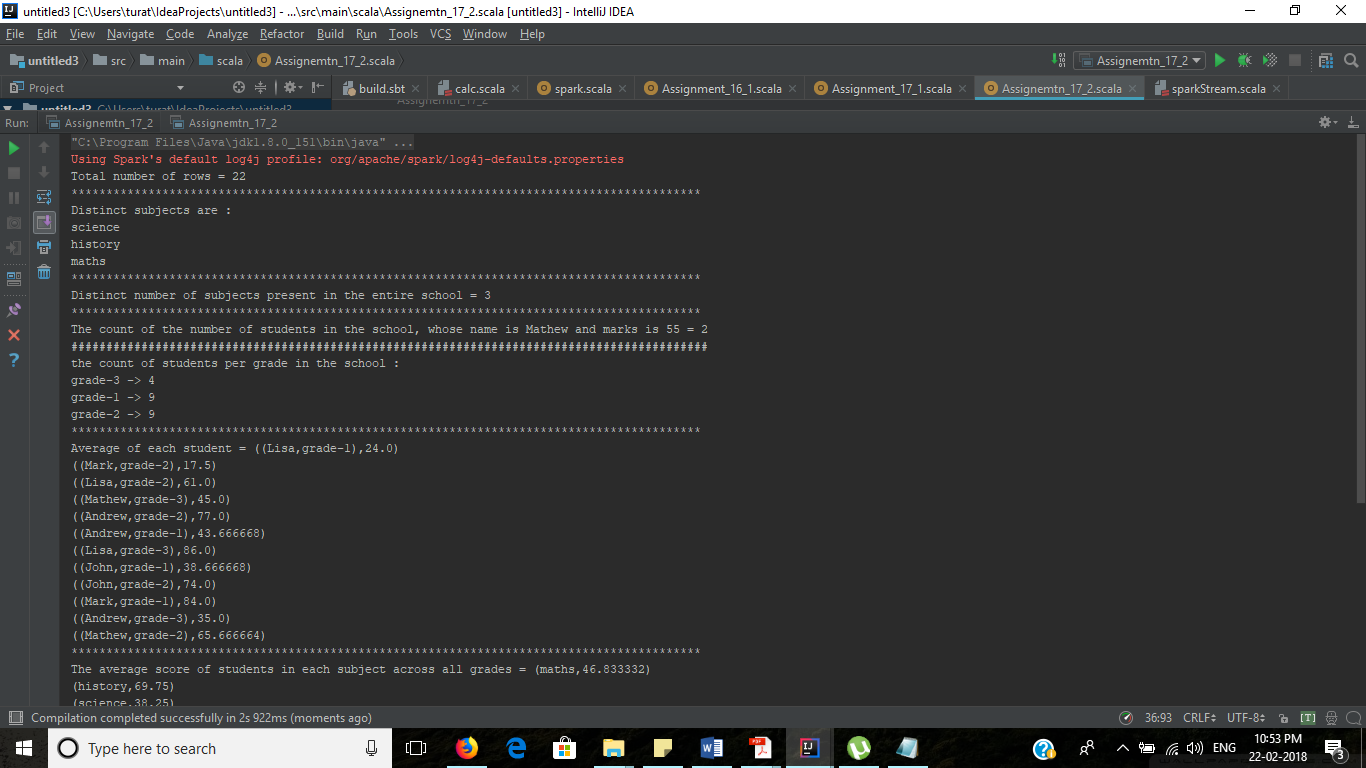 untitled3 [C:\Users\turat\IdeaProjects\untitled3] - ...\src\main\scala\Assignemtn_17_2.scala [untitled3] - IntelliJ IDEA
File Edit View Navigate Code Analyze Refactor Build Run Tools VCS Window Help
untitled3 src main scala Assignemtn_17_2.scala Assignemtn_17_2
Project build.sbt calc.scala spark.scala Assignment_16_1.scala Assignment_17_1.scala Assignemtn_17_2.scala sparkStream.scala
untitled3 C:\Users\turat\IdeaProjects\untitled3 Assignemtn_17_2
Run: Assignemtn_17_2 Assignemtn_17_2
"C:\Program Files\Java\jdk1.8.0_151\bin\java" ...
Using Spark's default log4j profile: org/apache/spark/log4j-defaults.properties
Total number of rows = 22
******************************************************************************************
Distinct subjects are :
science
history
maths
******************************************************************************************
Distinct number of subjects present in the entire school = 3
******************************************************************************************
The count of the number of students in the school, whose name is Mathew and marks is 55 = 2
###########################################################################################
the count of students per grade in the school :
grade-3 -> 4
grade-1 -> 9
grade-2 -> 9
******************************************************************************************
Average of each student = ((Lisa,grade-1),24.0)
((Mark,grade-2),17.5)
((Lisa,grade-2),61.0)
((Mathew,grade-3),45.0)
((Andrew,grade-2),77.0)
((Andrew,grade-1),43.666668)
((Lisa,grade-3),86.0)
((John,grade-1),38.666668)
((John,grade-2),74.0)
((Mark,grade-1),84.0)
((Andrew,grade-3),35.0)
((Mathew,grade-2),65.666664)
******************************************************************************************
The average score of students in each subject across all grades = (maths,46.833332)
(history,69.75)
(science,38.25)
Compilation completed successfully in 2s 922ms (moments ago) 36:93 CRLF UTF-8 [T]
Type here to search ENG 10:53 PM
22-02-2018 3